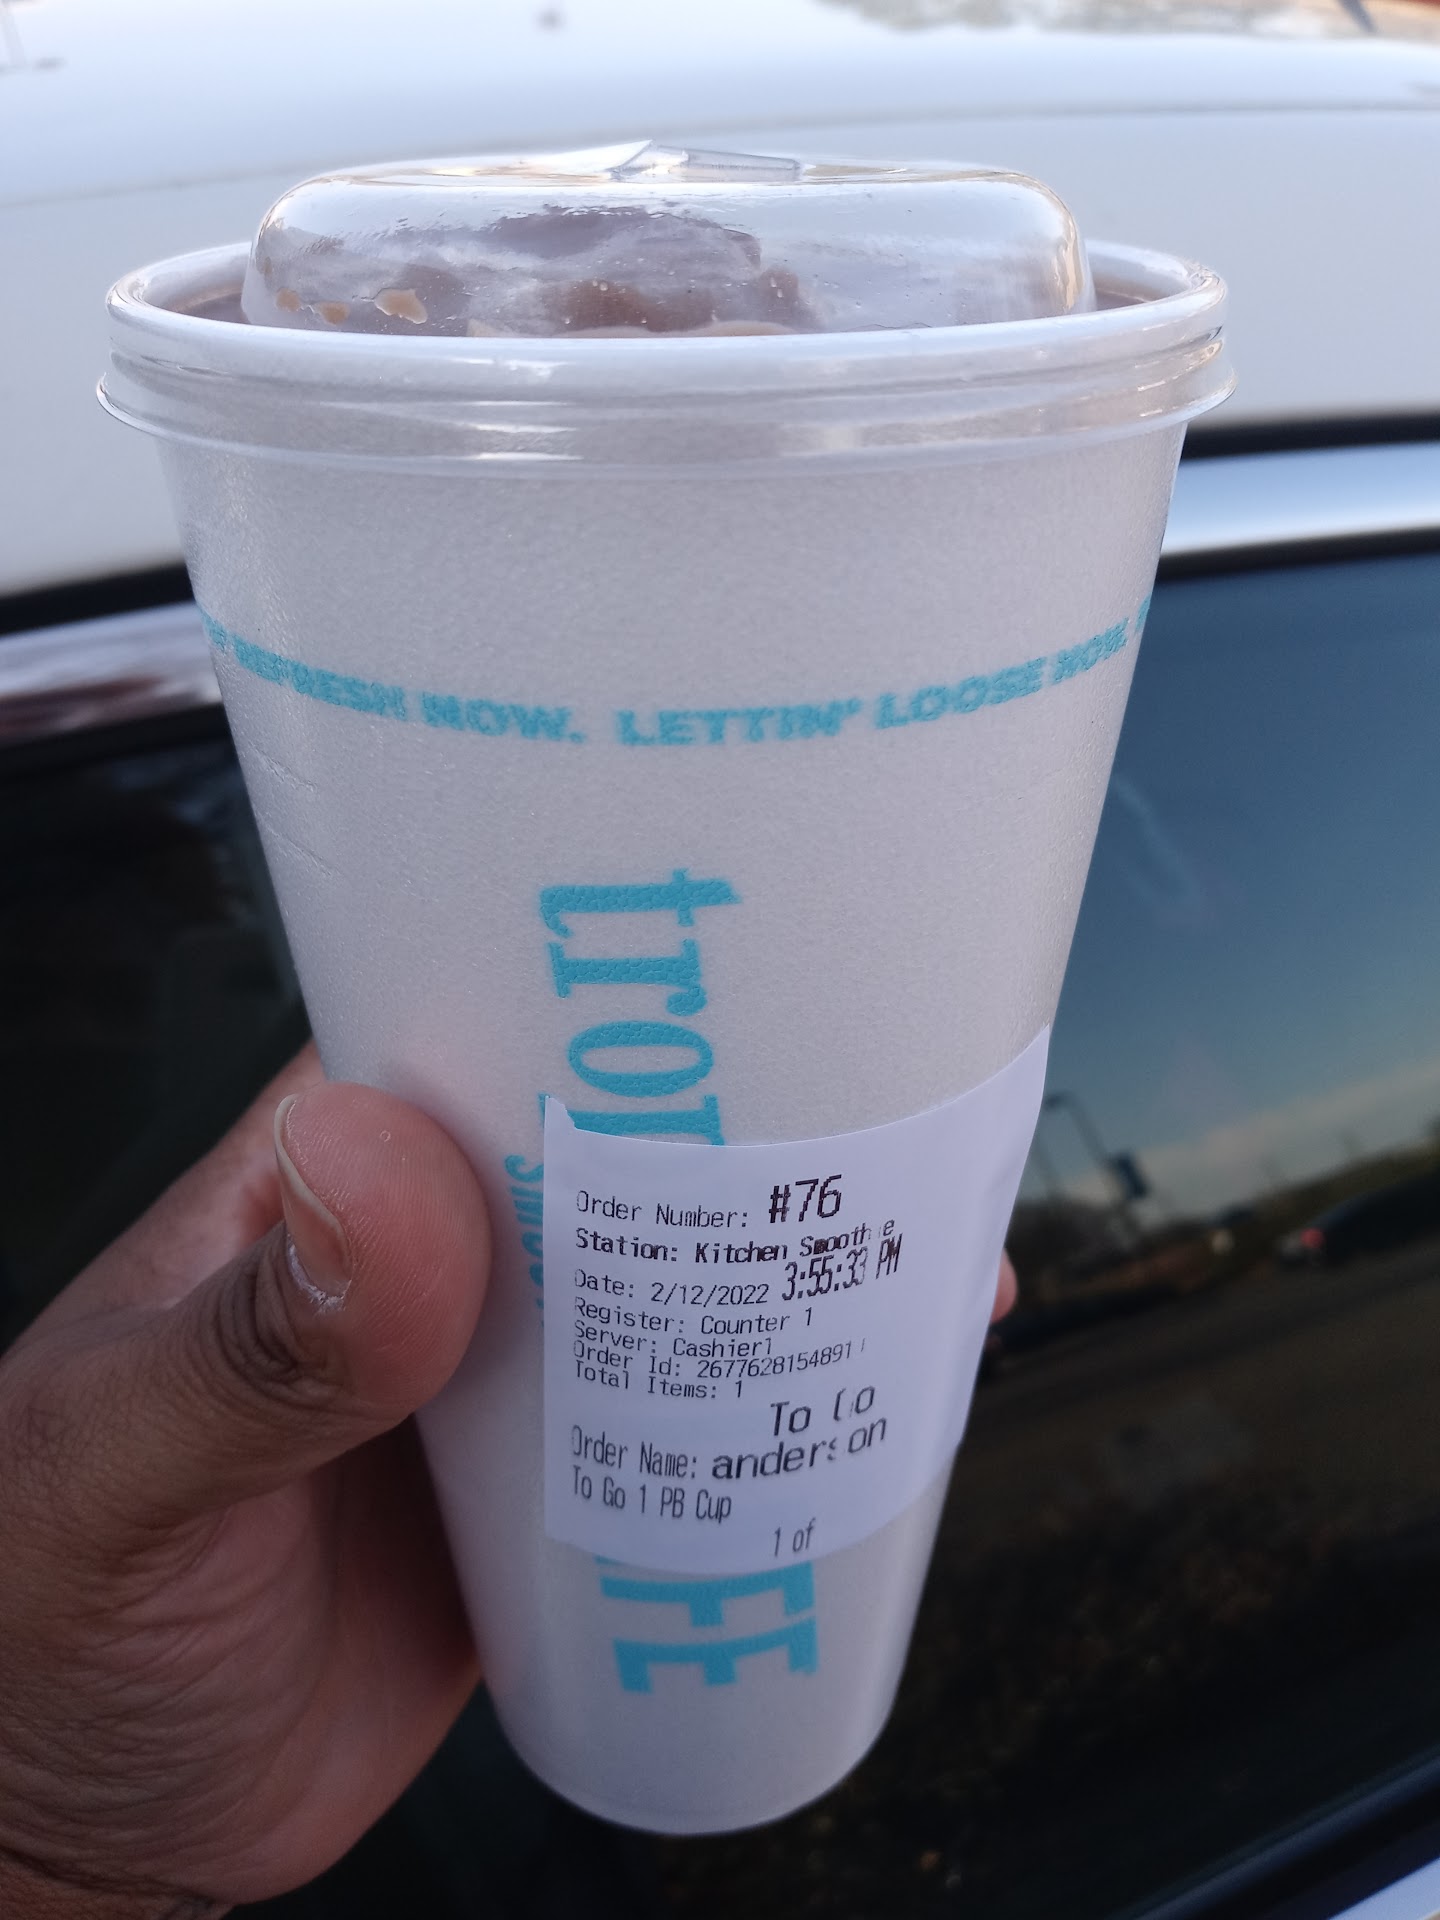 REFRESH NOW. LETTIN' LOOSE NOW.
trop
Order Number: #76
Station: Kitchen Smoothie
Date: 2/12/2022 3:55:33 PM
Register: Counter 1
Server: Cashier1
Order Id: 2677628154891
Total Items: 1
To Go
Order Name: anderson
To Go 1 PB Cup
1 of
FE